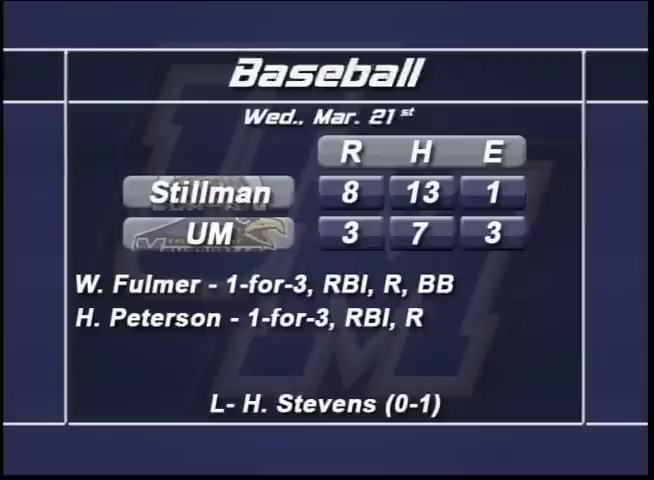 Baseball
Wed., Mar. 21st
R H E
Stillman 8 13 1
UM 3 7 3
W. Fulmer - 1-for-3, RBI, R, BB
H. Peterson - 1-for-3, RBI, R
L- H. Stevens (0-1)